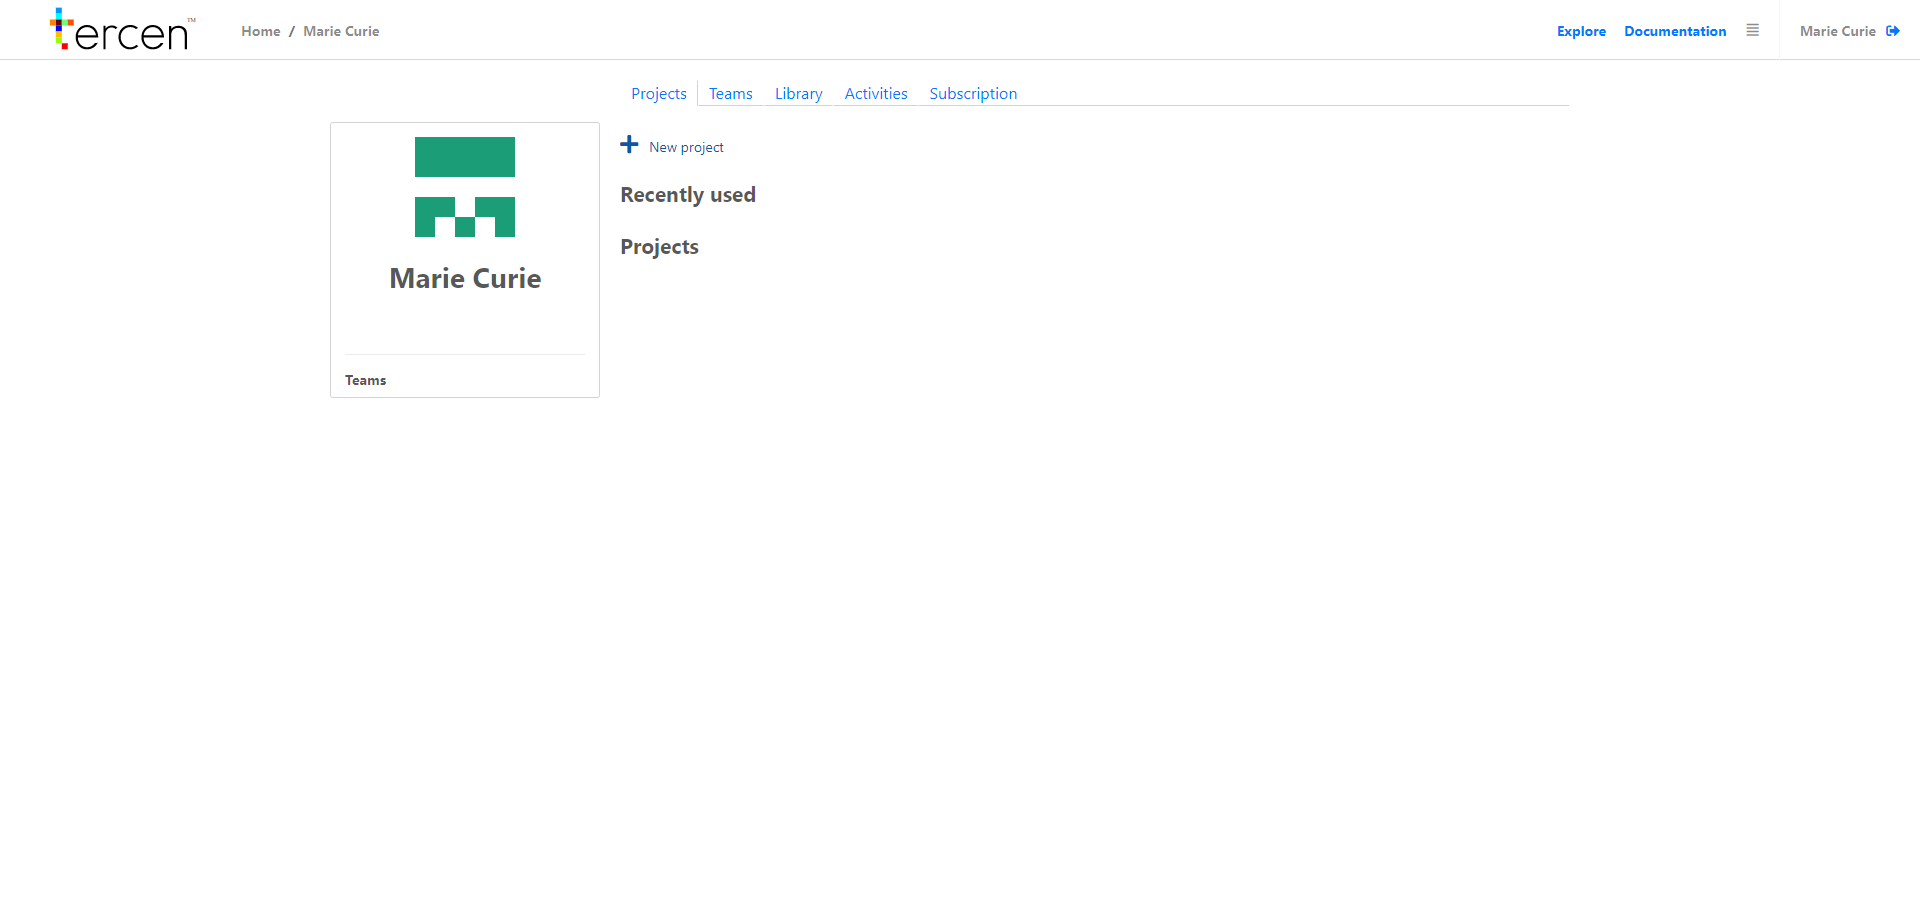 tercen™ Home / Marie Curie Explore Documentation Marie Curie
Projects Teams Library Activities Subscription
New project
Recently used
Projects
Marie Curie
Teams